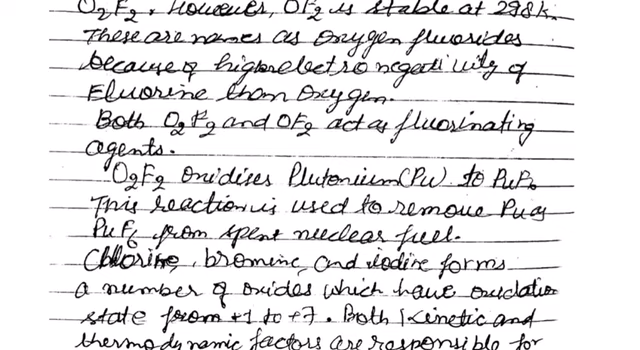 O2F2. However, OF2 is stable at 298k.
These are names as Oxygen fluorides
because of higher electro negativity of
Fluorine than Oxygen.
Both O2F2 and OF2 act as fluorinating
agents.
O2F2 oxidises Plutonium (Pu) to PuF6
This reaction is used to remove Pu as
PuF6 from spent nuclear fuel.
Chlorine, bromine, and iodine forms
a number of oxides which have oxidation
state from +1 to +7. Both Kinetic and
thermodynamic factors are responsible for